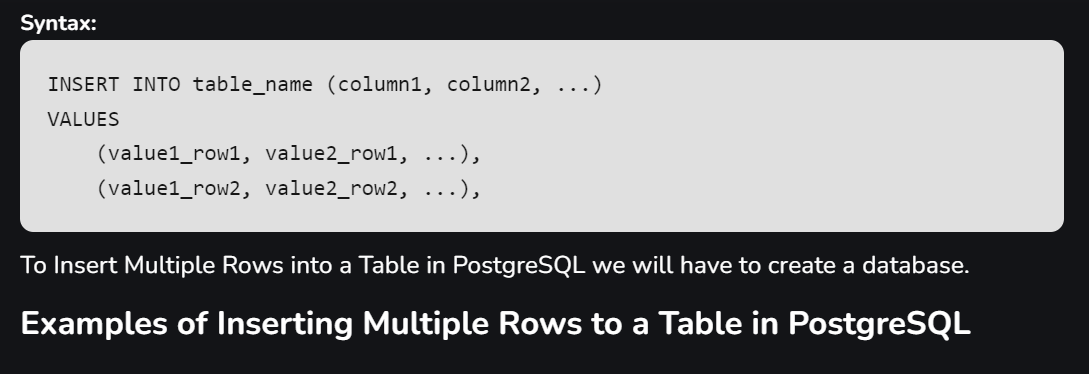 Syntax:
INSERT INTO table_name (column1, column2, ...)
VALUES
    (value1_row1, value2_row1, ...),
    (value1_row2, value2_row2, ...),
To Insert Multiple Rows into a Table in PostgreSQL we will have to create a database.
Examples of Inserting Multiple Rows to a Table in PostgreSQL